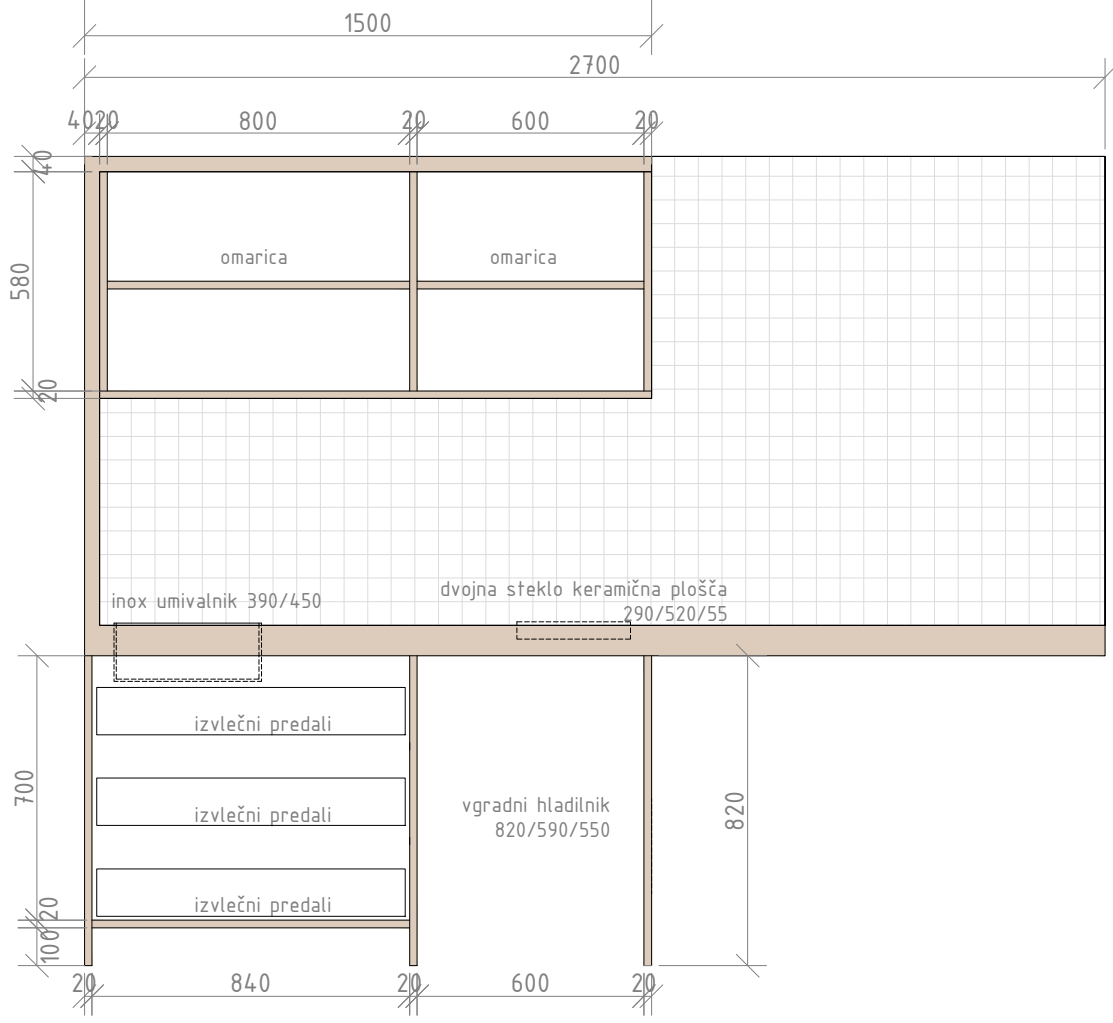 1500
2700
40 20 800 20 600 20
40
omarica omarica
580
20
dvojna steklo keramična plošča
290/520/55
inox umivalnik 390/450
izvlečni predali
izvlečni predali
izvlečni predali
vgradni hladilnik
820/590/550
700
820
20
100
20 840 20 600 20